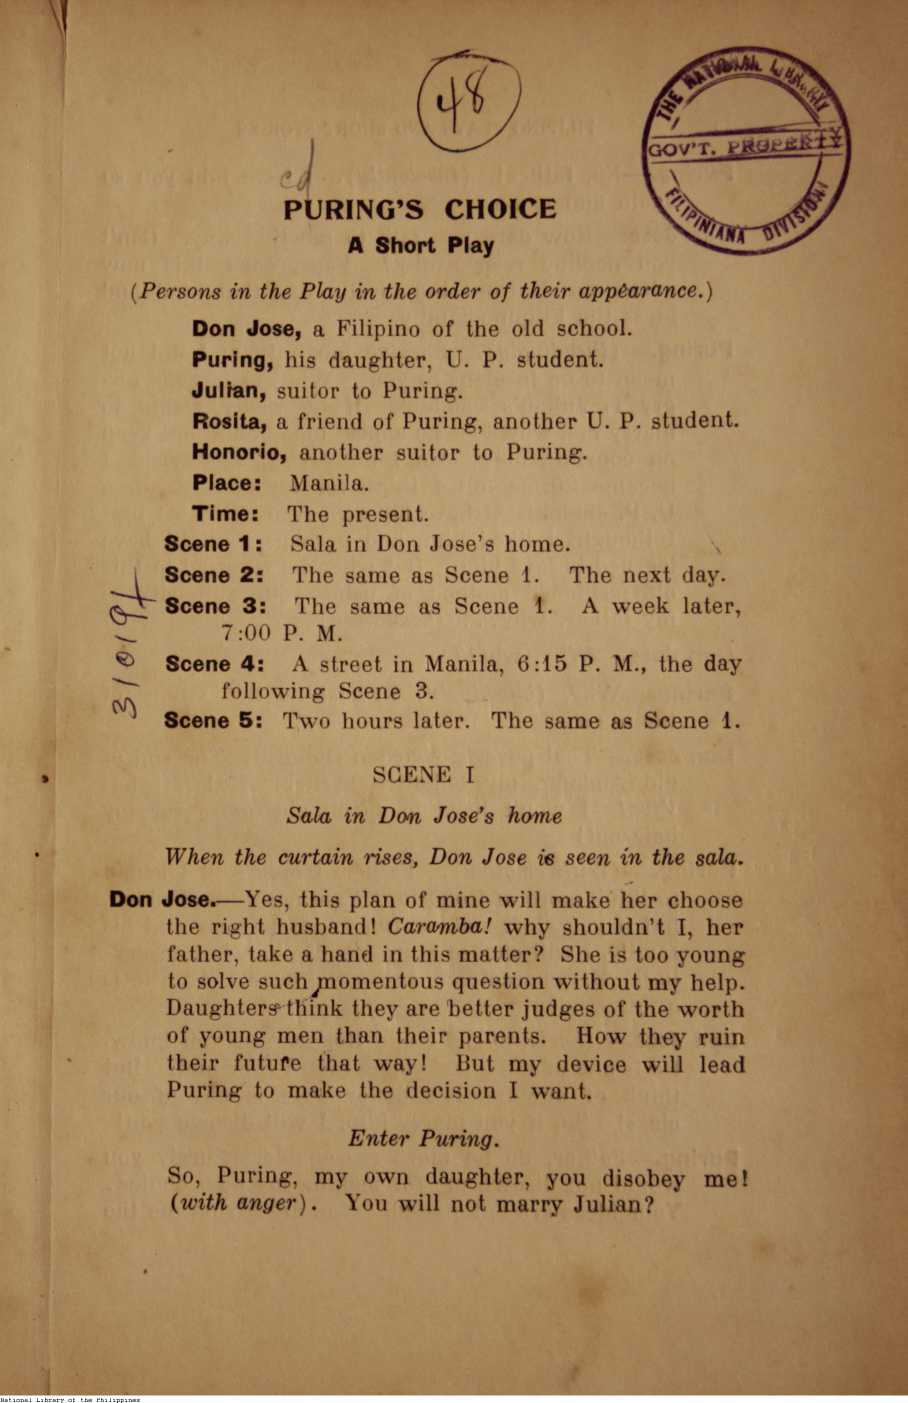 48
THE NATIONAL LIBRARY
GOV'T. PROPERTY
FILIPINIANA DIVISION
cd
PURING'S CHOICE
A Short Play
(Persons in the Play in the order of their appearance.)
Don Jose, a Filipino of the old school.
Puring, his daughter, U. P. student.
Julian, suitor to Puring.
Rosita, a friend of Puring, another U. P. student.
Honorio, another suitor to Puring.
Place: Manila.
Time: The present.
Scene 1: Sala in Don Jose's home.
Scene 2: The same as Scene 1. The next day.
Scene 3: The same as Scene 1. A week later,
7:00 P. M.
Scene 4: A street in Manila, 6:15 P. M., the day
following Scene 3.
Scene 5: Two hours later. The same as Scene 1.
SCENE I
Sala in Don Jose's home
When the curtain rises, Don Jose is seen in the sala.
Don Jose.—Yes, this plan of mine will make her choose
the right husband! Caramba! why shouldn't I, her
father, take a hand in this matter? She is too young
to solve such momentous question without my help.
Daughters think they are better judges of the worth
of young men than their parents. How they ruin
their future that way! But my device will lead
Puring to make the decision I want.
Enter Puring.
So, Puring, my own daughter, you disobey me!
(with anger). You will not marry Julian?
National Library of the Philippines